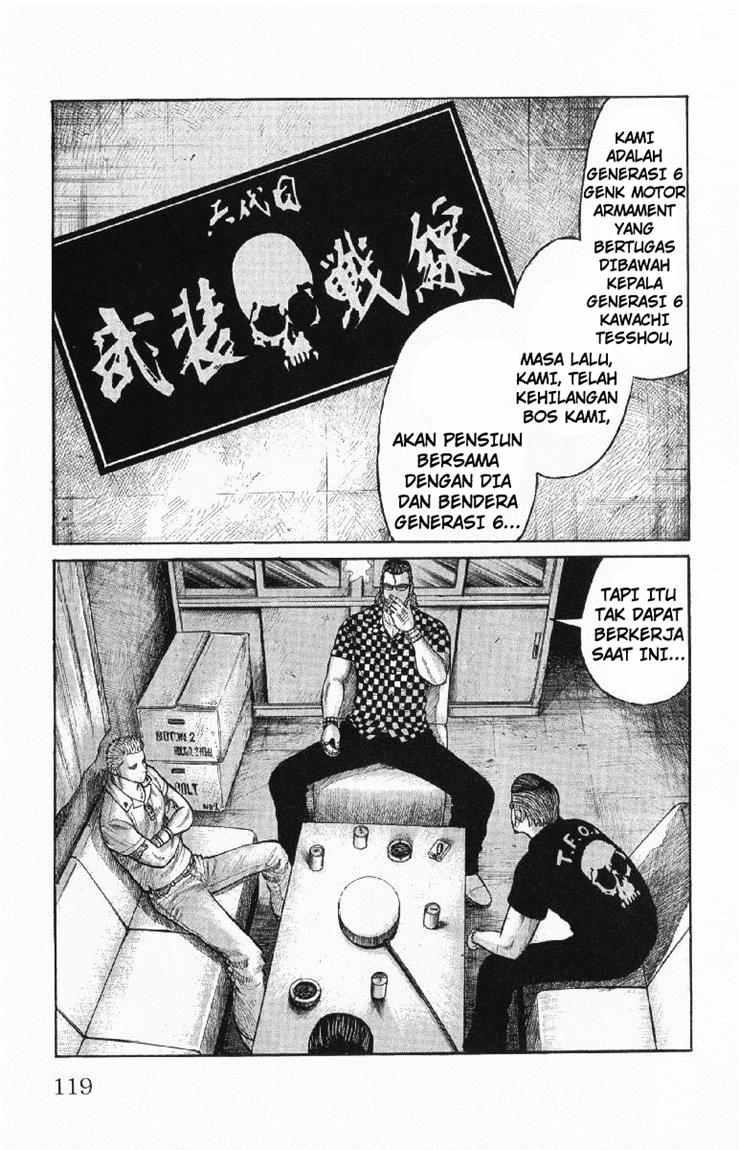 KAMI
ADALAH
GENERASI 6
GENK MOTOR
ARMAMENT
YANG
BERTUGAS
DIBAWAH
KEPALA
GENERASI 6
KAWACHI
TESSHOU,
MASA LALU,
KAMI, TELAH
KEHILANGAN
BOS KAMI,
AKAN PENSIUN
BERSAMA
DENGAN DIA
DAN BENDERA
GENERASI 6...
六代目
武装戦線
TAPI ITU
TAK DAPAT
BERKERJA
SAAT INI...
BOLT
T.F.O.
119